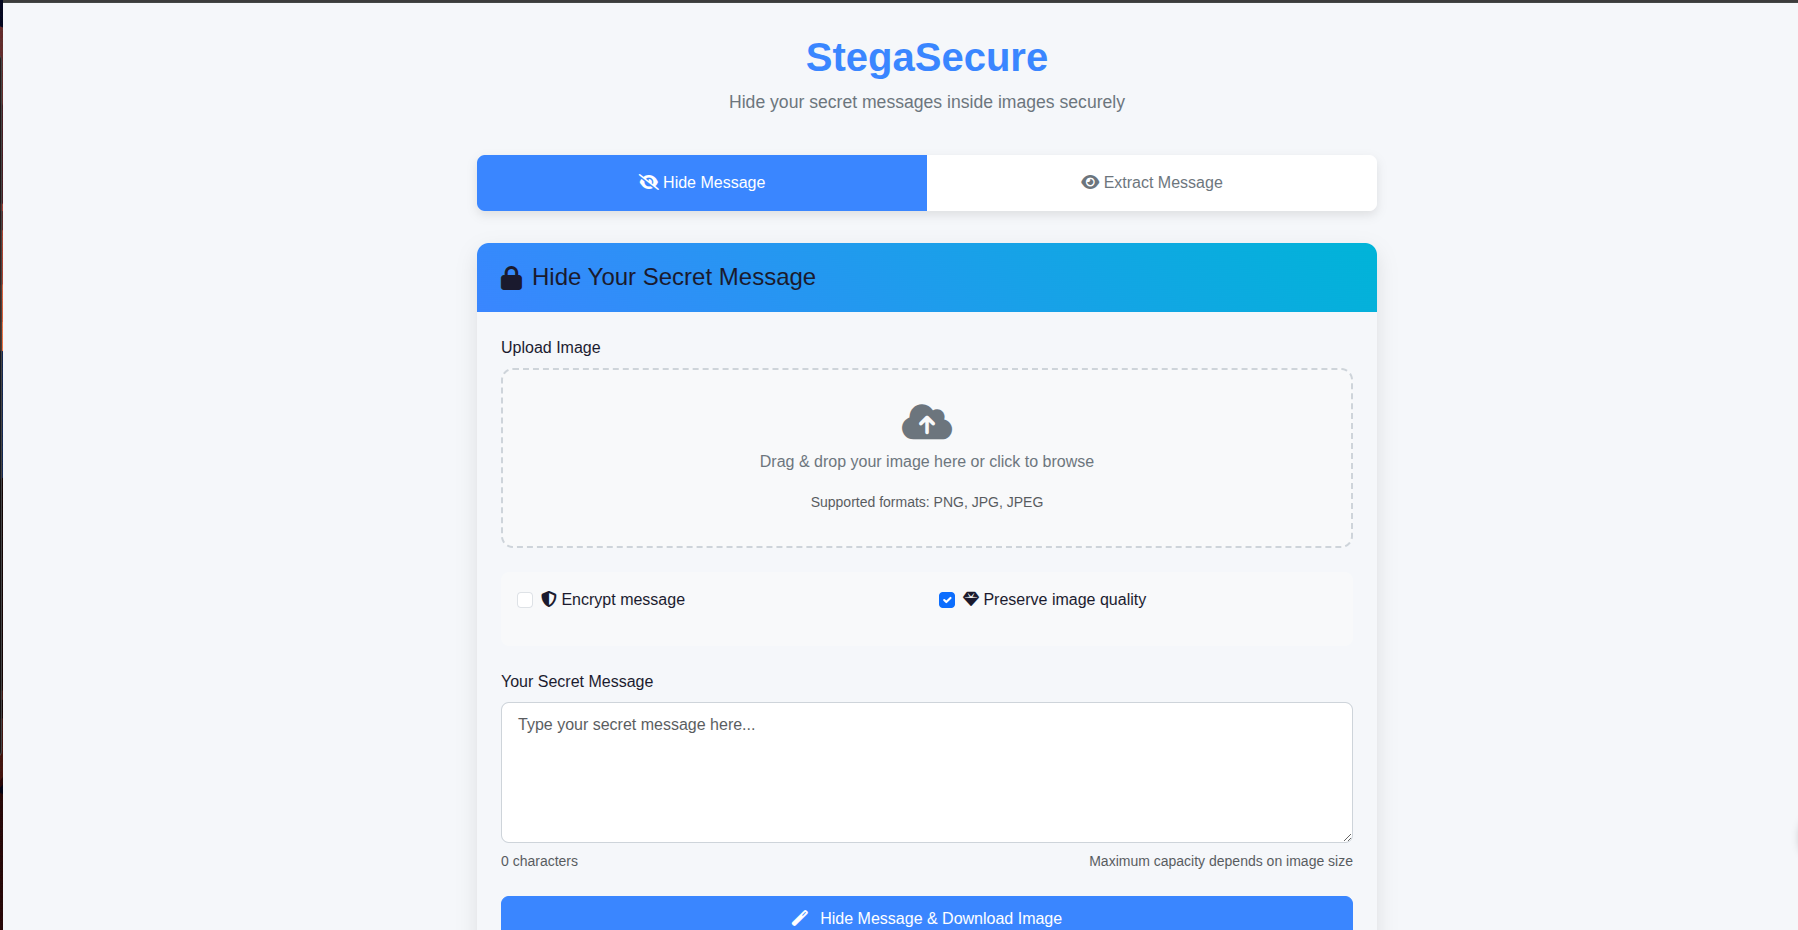 StegaSecure
Hide your secret messages inside images securely
Hide Message
Extract Message
Hide Your Secret Message
Upload Image
Drag & drop your image here or click to browse
Supported formats: PNG, JPG, JPEG
Encrypt message
Preserve image quality
Your Secret Message
Type your secret message here...
0 characters
Maximum capacity depends on image size
Hide Message & Download Image